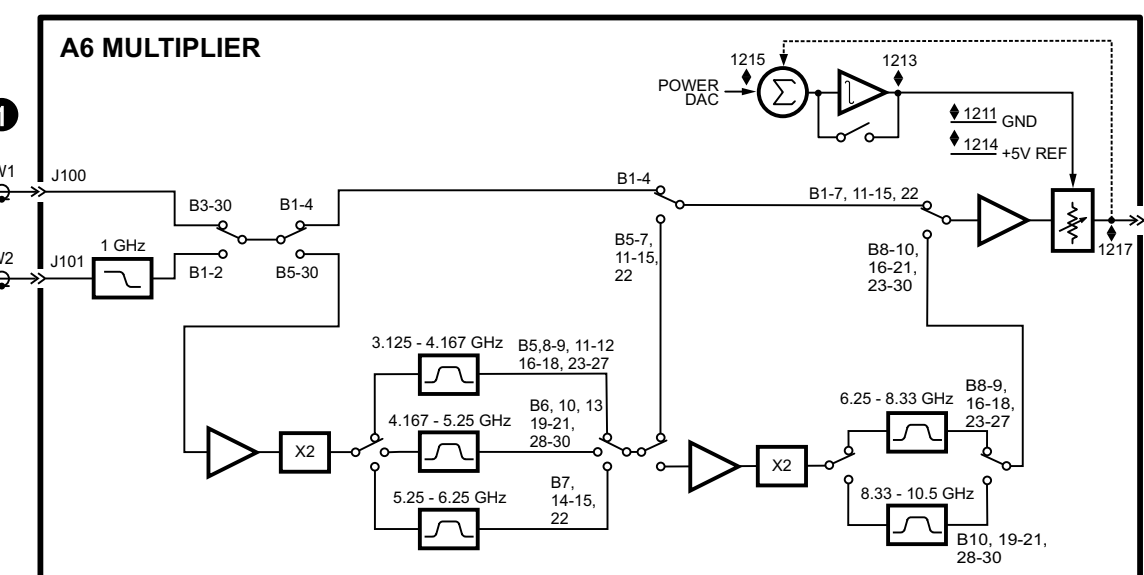 A6 MULTIPLIER
1215
1213
POWER
DAC
Σ
1211 GND
1214 +5V REF
J100
B3-30
B1-4
B1-4
B1-7, 11-15, 22
1 GHz
J101
B1-2
B5-30
B5-7,
11-15,
22
B8-10,
16-21,
23-30
1217
3.125 - 4.167 GHz
B5,8-9, 11-12
16-18, 23-27
4.167 - 5.25 GHz
B6, 10, 13
19-21,
28-30
X2
5.25 - 6.25 GHz
B7,
14-15,
22
X2
6.25 - 8.33 GHz
B8-9,
16-18,
23-27
8.33 - 10.5 GHz
B10, 19-21,
28-30